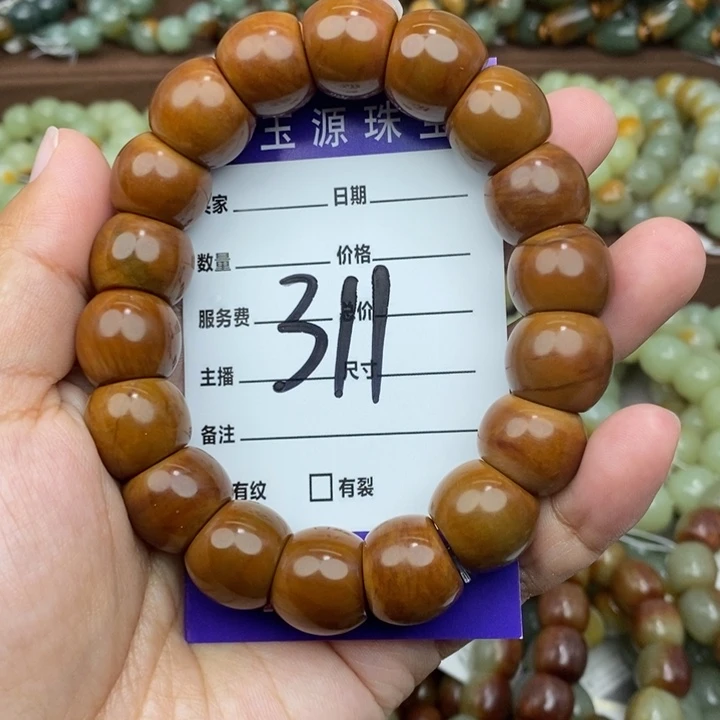 玉源珠宝
买家 日期
数量 价格
服务费 总价
311
主播 尺寸
备注
有纹 □有裂